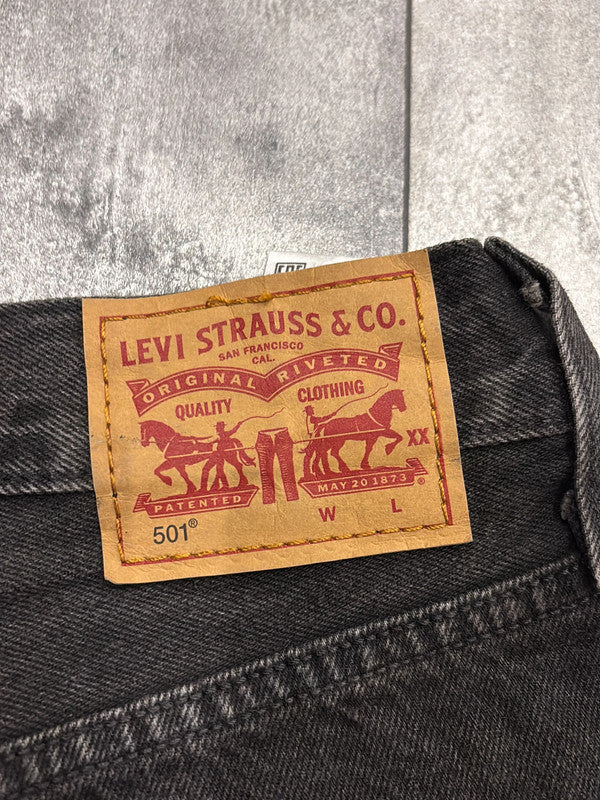 LEVI STRAUSS & CO.
SAN FRANCISCO
CAL.
ORIGINAL RIVETED
QUALITY CLOTHING
XX
PATENTED MAY 20 1873 ®
501® W L